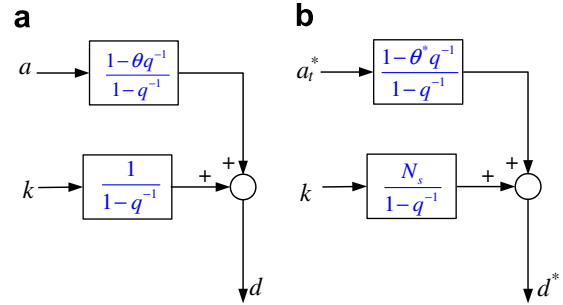 a
a
1−θq⁻¹
1−q⁻¹
+
k
1
1−q⁻¹
+
d
b
a_t^*
1−θ^*q⁻¹
1−q⁻¹
+
k
N_s
1−q⁻¹
+
d^*